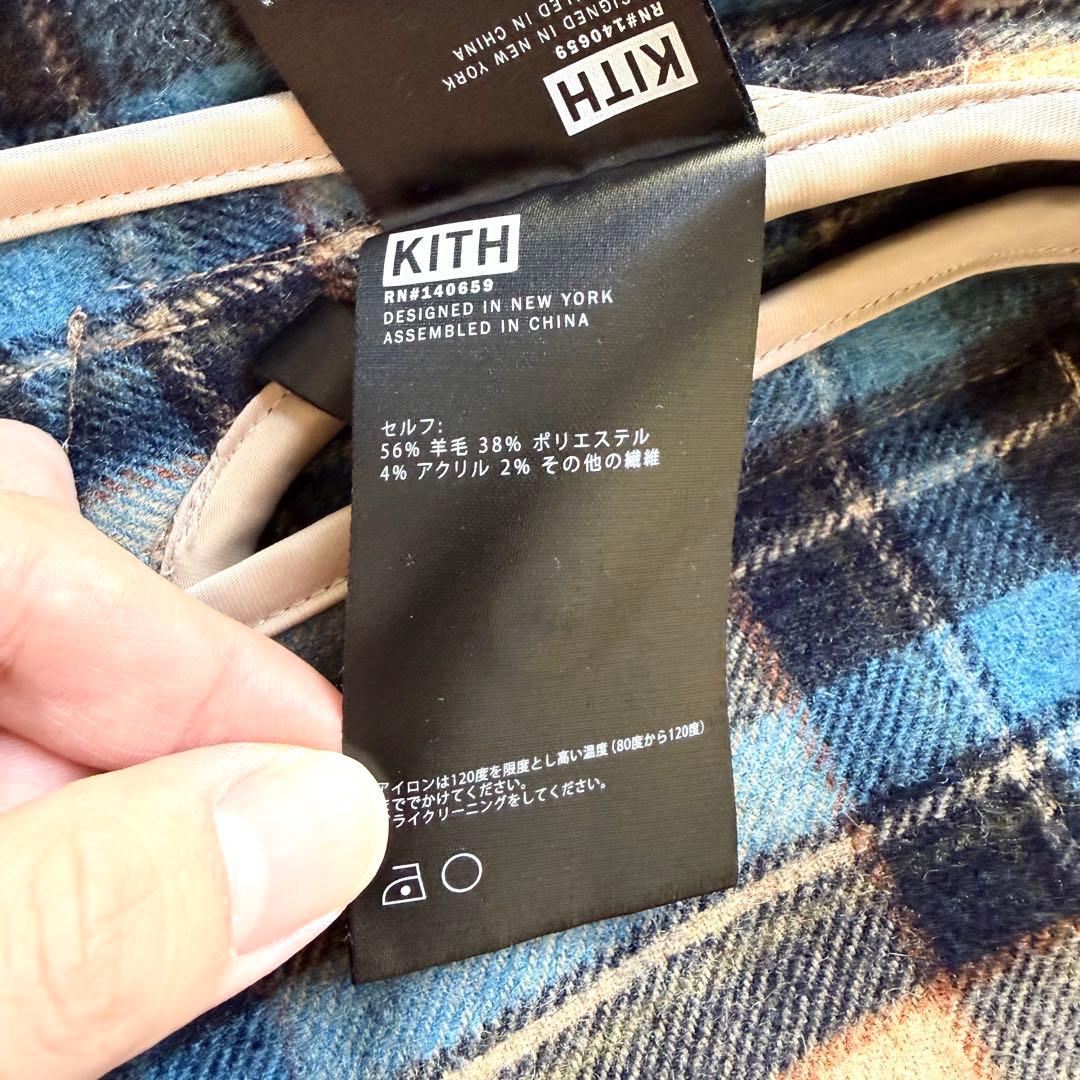 KITH
RN#140659
DESIGNED IN NEW YORK
LED IN CHINA
KITH
RN#140659
DESIGNED IN NEW YORK
ASSEMBLED IN CHINA
セルフ:
56% 羊毛 38% ポリエステル
4% アクリル 2% その他の繊維
アイロンは120度を限度とし高い温度(80度から120度)
まででかけてください。
ライクリーニングをしてください。